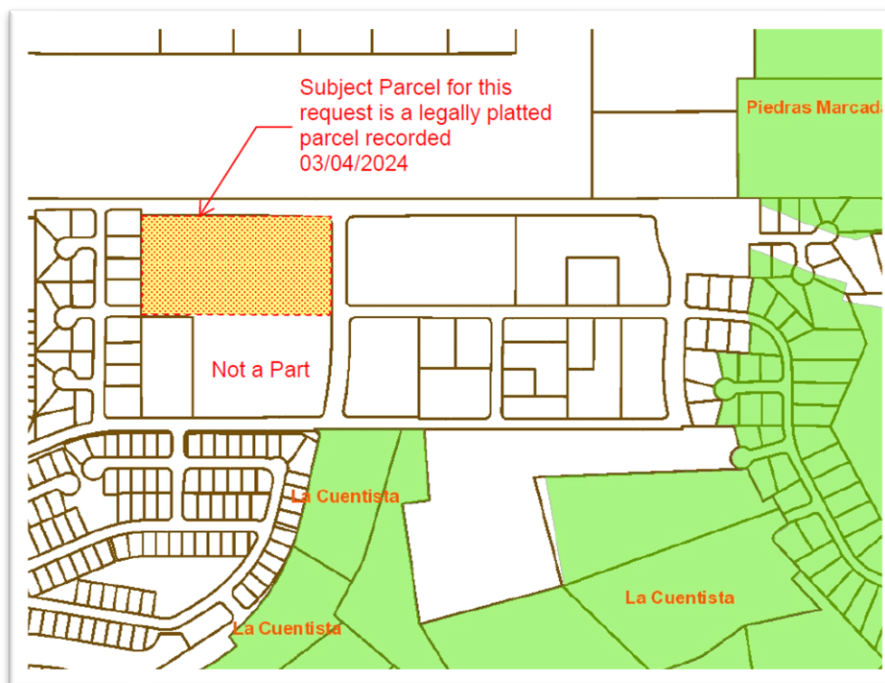 Subject Parcel for this
request is a legally platted
parcel recorded
03/04/2024
Piedras Marcada
Not a Part
La Cuentista
La Cuentista
La Cuentista